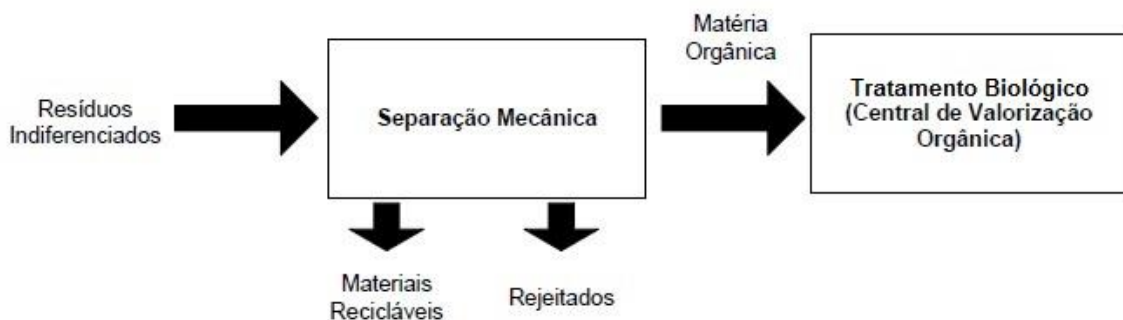 Resíduos
Indiferenciados
Separação Mecânica
Matéria
Orgânica
Tratamento Biológico
(Central de Valorização
Orgânica)
Materiais
Recicláveis
Rejeitados